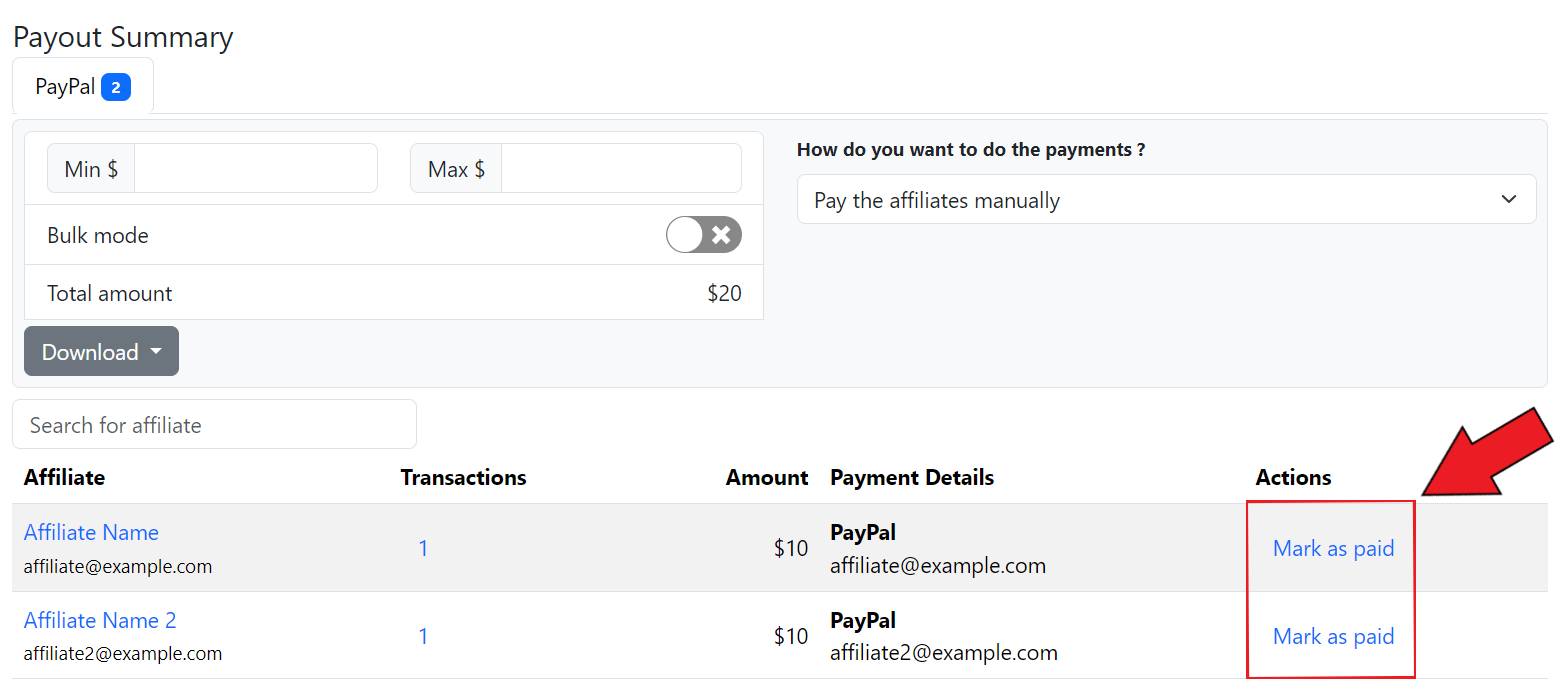 Payout Summary
PayPal 2
Min $ Max $
How do you want to do the payments ?
Pay the affiliates manually
Bulk mode
Total amount $20
Download
Search for affiliate
Affiliate Transactions Amount Payment Details Actions
Affiliate Name
affiliate@example.com
1 $10
PayPal
affiliate@example.com
Mark as paid
Affiliate Name 2
affiliate2@example.com
1 $10
PayPal
affiliate2@example.com
Mark as paid